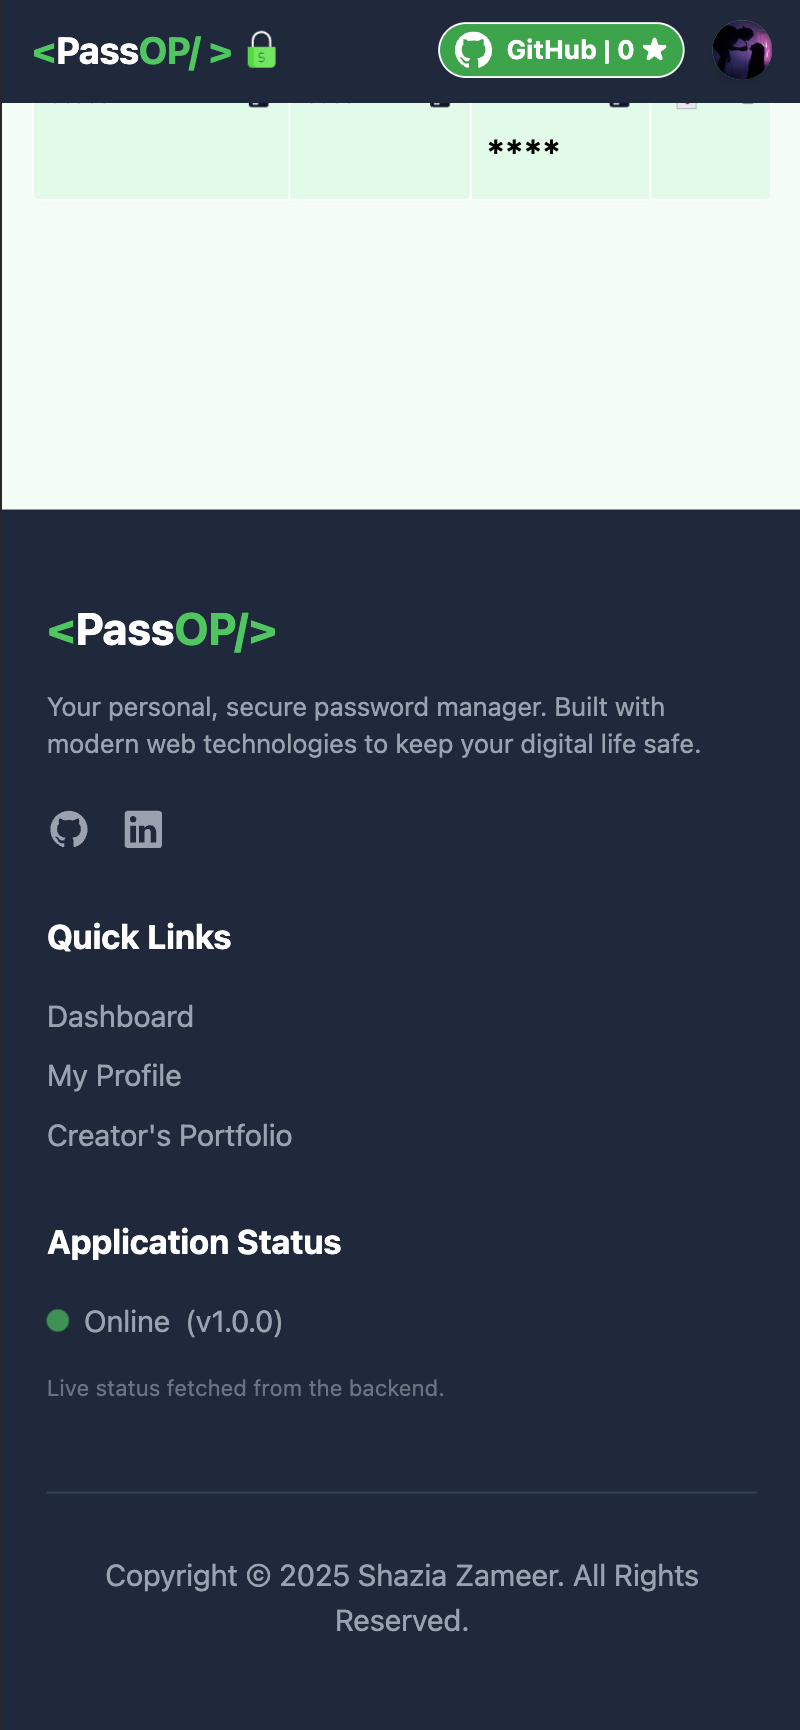 <PassOP/ >
GitHub | 0
****
<PassOP/>
Your personal, secure password manager. Built with
modern web technologies to keep your digital life safe.
in
Quick Links
Dashboard
My Profile
Creator's Portfolio
Application Status
Online (v1.0.0)
Live status fetched from the backend.
Copyright © 2025 Shazia Zameer. All Rights
Reserved.